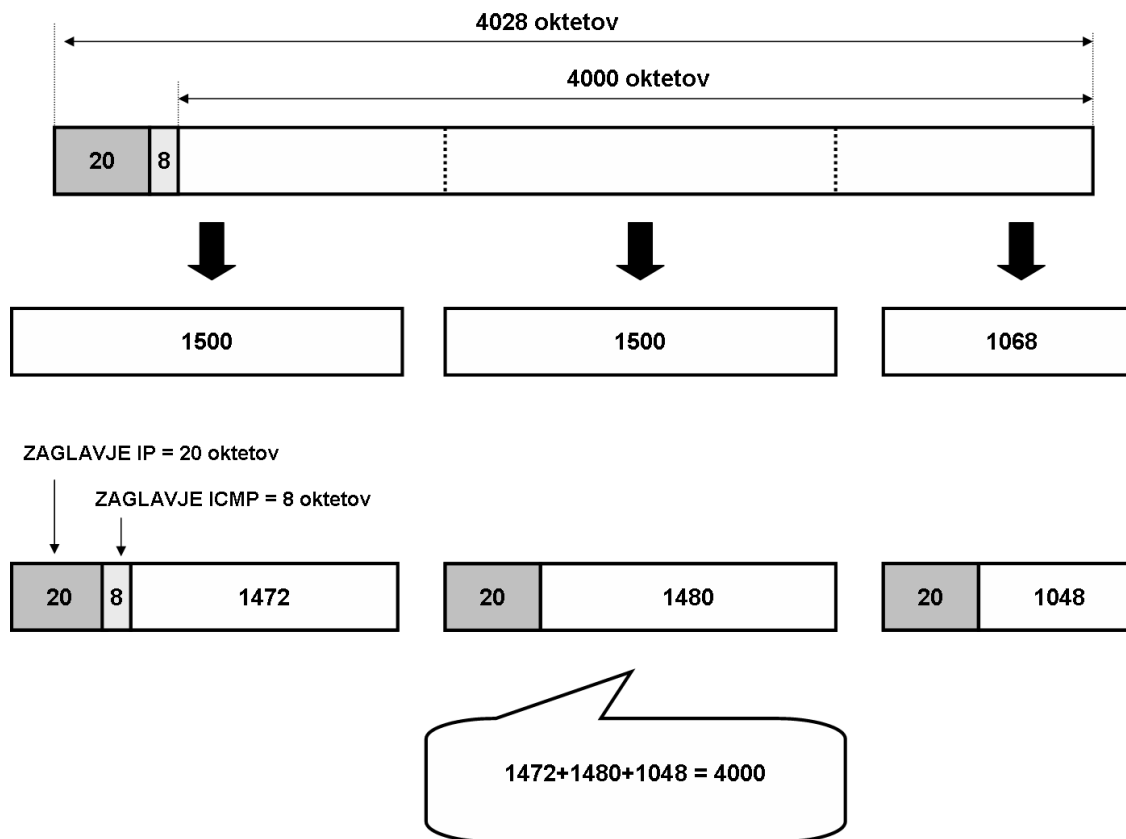 4028 oktetov
4000 oktetov
20 8
1500 1500 1068
ZAGLAVJE IP = 20 oktetov
ZAGLAVJE ICMP = 8 oktetov
20 8 1472 20 1480 20 1048
1472+1480+1048 = 4000